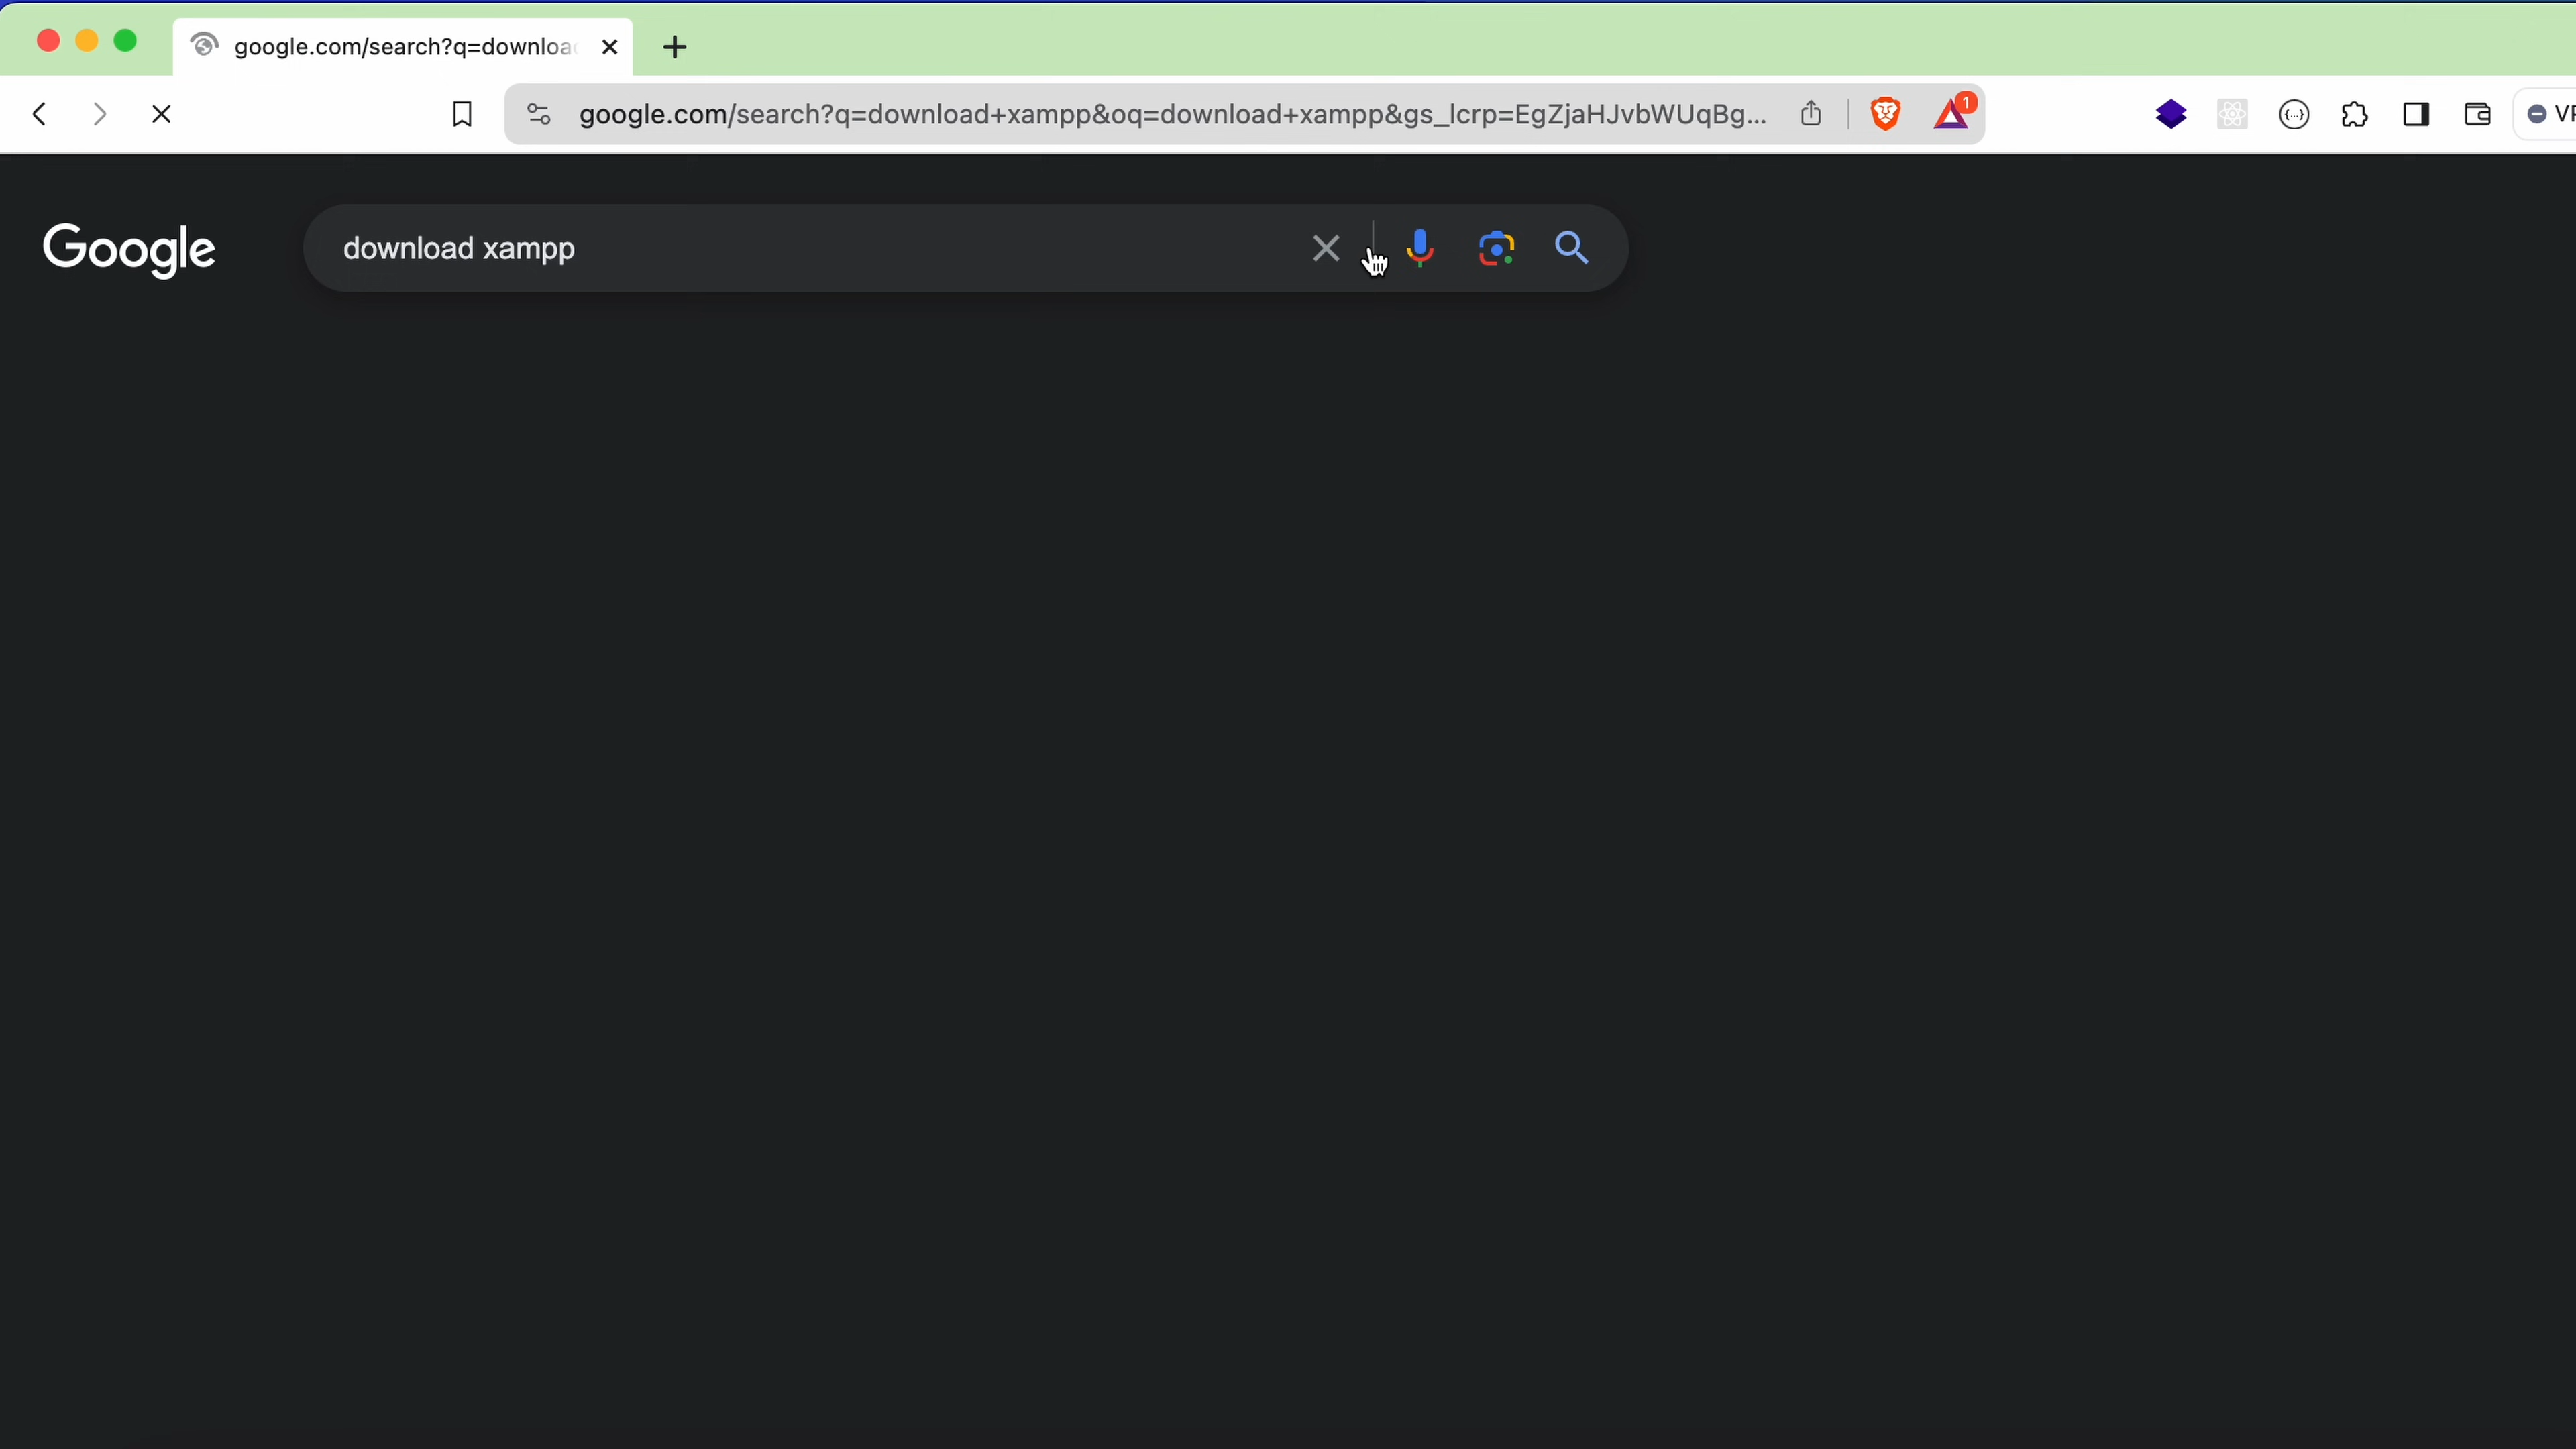 google.com/search?q=downloa
google.com/search?q=download+xampp&oq=download+xampp&gs_lcrp=EgZjaHJvbWUqBg...
1
VP
Google
download xampp